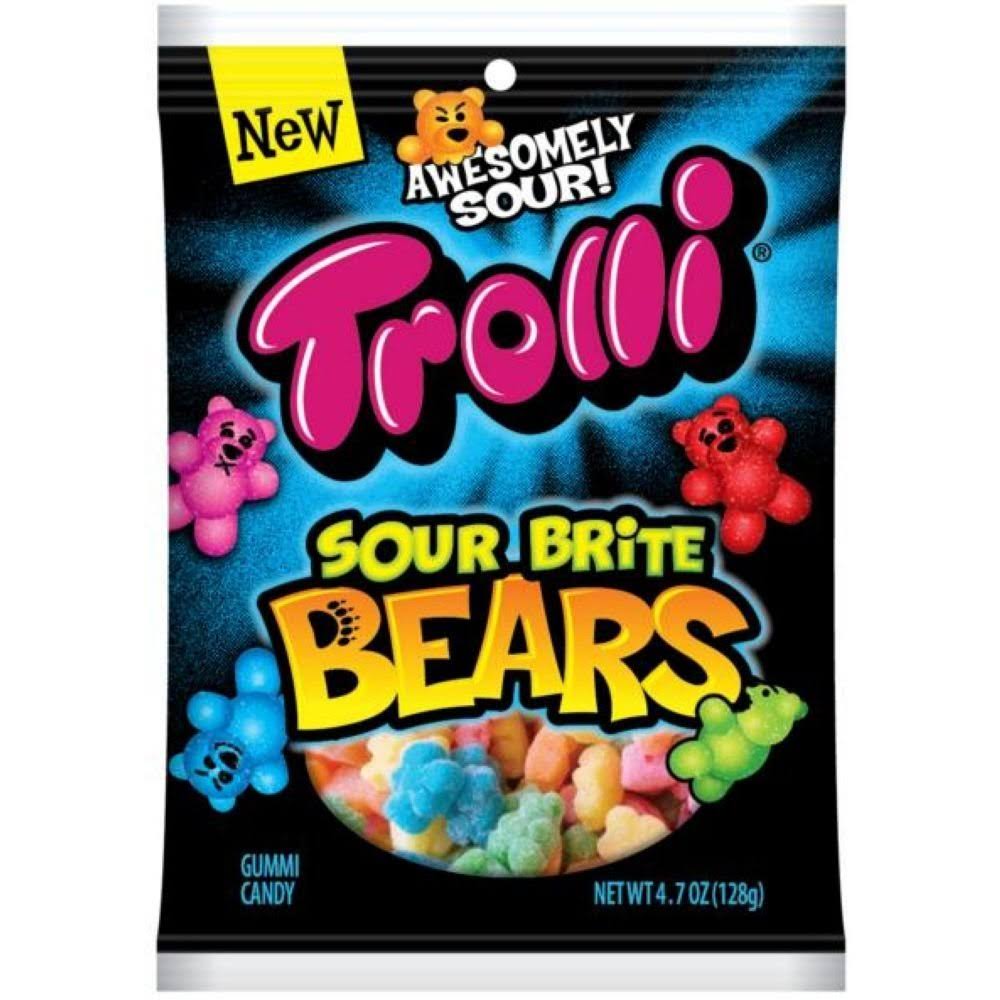 NeW
AWESOMELY
SOUR!
Trolli®
SOUR BRiTE
BEARS
GUMMI
CANDY
NET WT 4.7 OZ (128g)